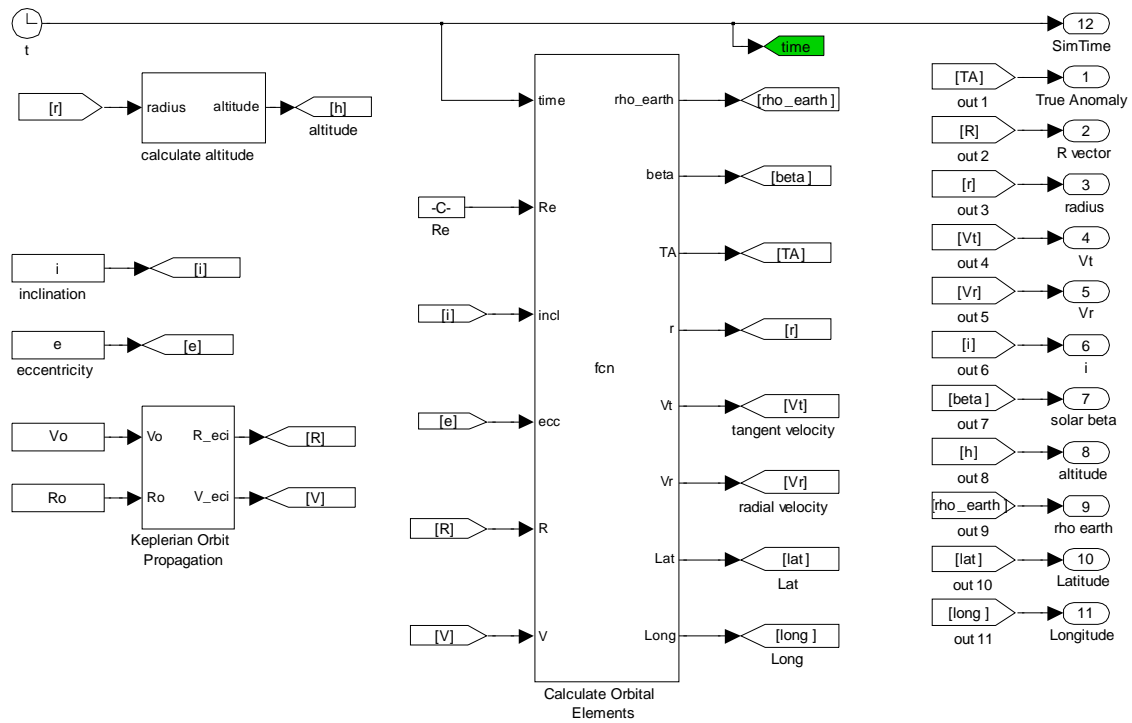 t
time
12
SimTime
[r]
radius
altitude
calculate altitude
[h]
altitude
i
inclination
[i]
e
eccentricity
[e]
Vo
Ro
Vo
Ro
R_eci
V_eci
Keplerian Orbit
Propagation
[R]
[V]
-C-
Re
[i]
[e]
[R]
[V]
time
Re
incl
ecc
R
V
fcn
rho_earth
beta
TA
r
Vt
Vr
Lat
Long
Calculate Orbital
Elements
[rho_earth ]
[beta ]
[TA]
[r]
[Vt]
tangent velocity
[Vr]
radial velocity
[lat ]
Lat
[long ]
Long
[TA]
out 1
1
True Anomaly
[R]
out 2
2
R vector
[r]
out 3
3
radius
[Vt]
out 4
4
Vt
[Vr]
out 5
5
Vr
[i]
out 6
6
i
[beta ]
out 7
7
solar beta
[h]
out 8
8
altitude
[rho_earth ]
out 9
9
rho earth
[lat ]
out 10
10
Latitude
[long ]
out 11
11
Longitude